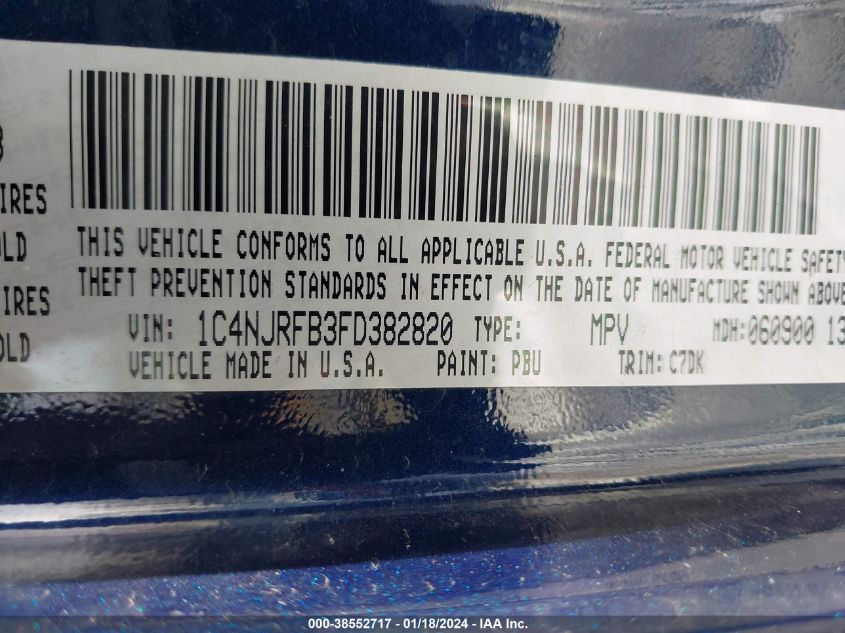 3
IRES
OLD
IRES
OLD
THIS VEHICLE CONFORMS TO ALL APPLICABLE U.S.A. FEDERAL MOTOR VEHICLE SAFETY
THEFT PREVENTION STANDARDS IN EFFECT ON THE DATE OF MANUFACTURE SHOWN ABOVE
VIN: 1C4NJRFB3FD382820 TYPE: MPV MDH:060900 13
VEHICLE MADE IN U.S.A. PAINT: PBU TRIM: C7DK
000-38552717 - 01/18/2024 - IAA Inc.